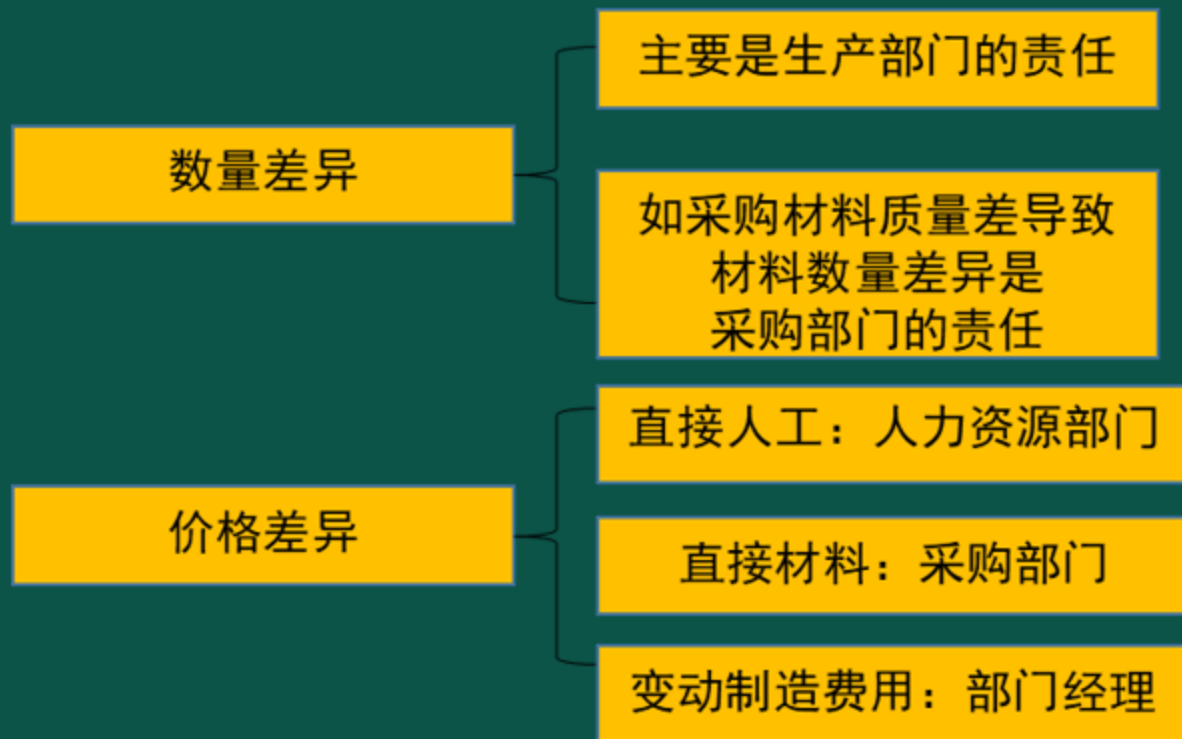 数量差异
主要是生产部门的责任
如采购材料质量差导致
材料数量差异是
采购部门的责任
价格差异
直接人工：人力资源部门
直接材料：采购部门
变动制造费用：部门经理